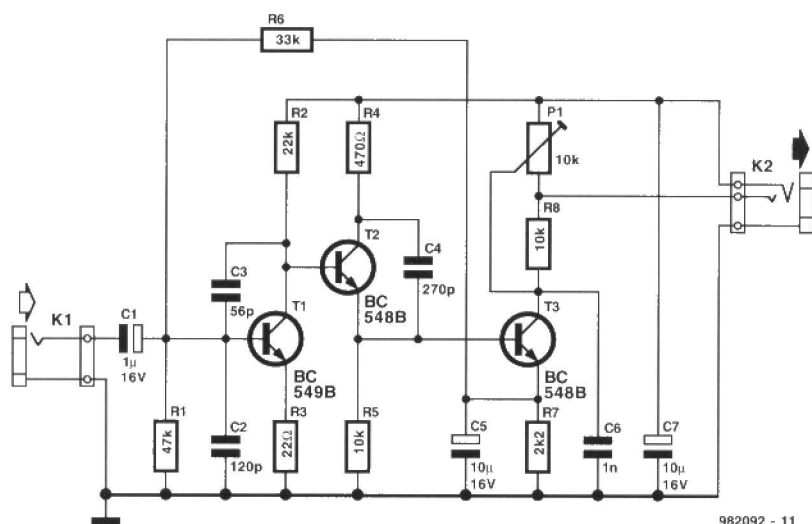 R6
33k
R2
22k
R4
470Ω
P1
10k
K2
R8
10k
T2
BC
548B
C4
270p
C3
56p
T1
BC
549B
T3
BC
548B
K1
C1
1µ
16V
R1
47k
C2
120p
R3
22Ω
R5
10k
C5
10µ
16V
R7
2k2
C6
1n
C7
10µ
16V
982092 - 11